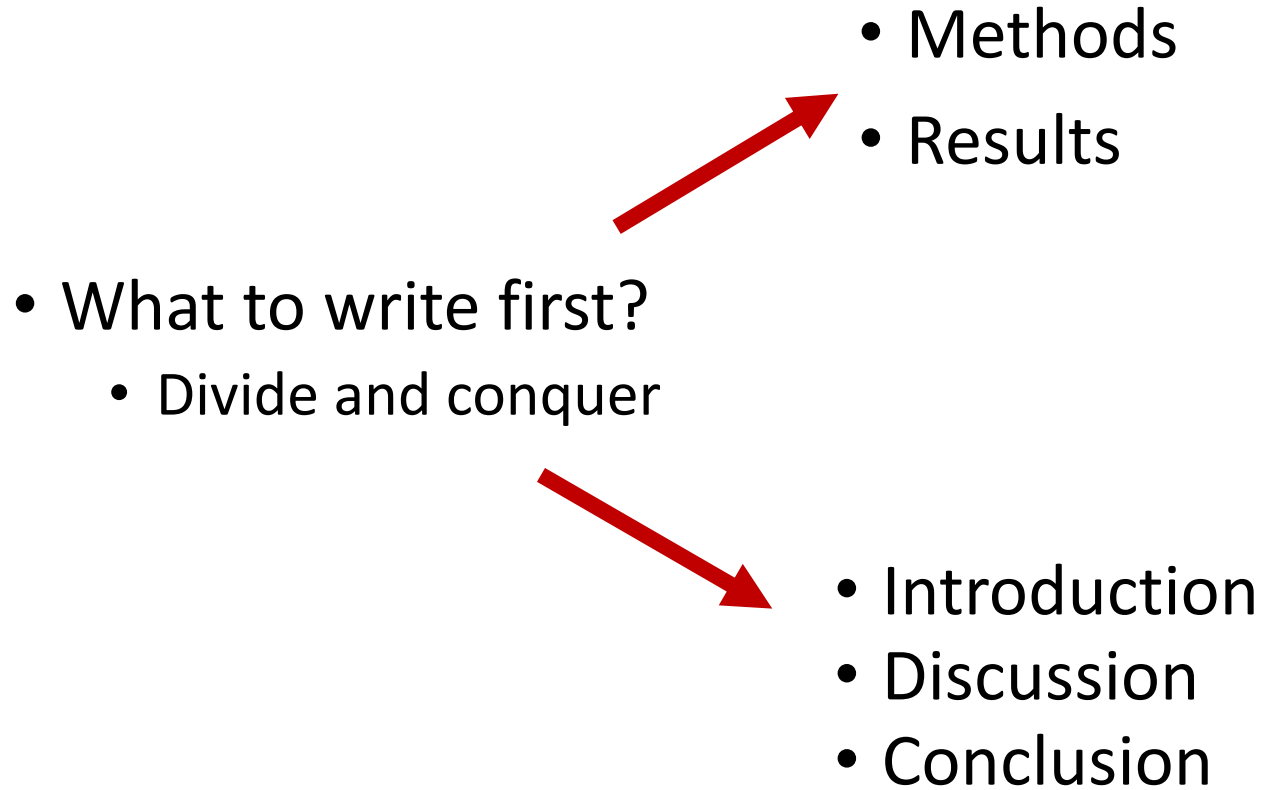 • Methods
• Results
• What to write first?
• Divide and conquer
• Introduction
• Discussion
• Conclusion